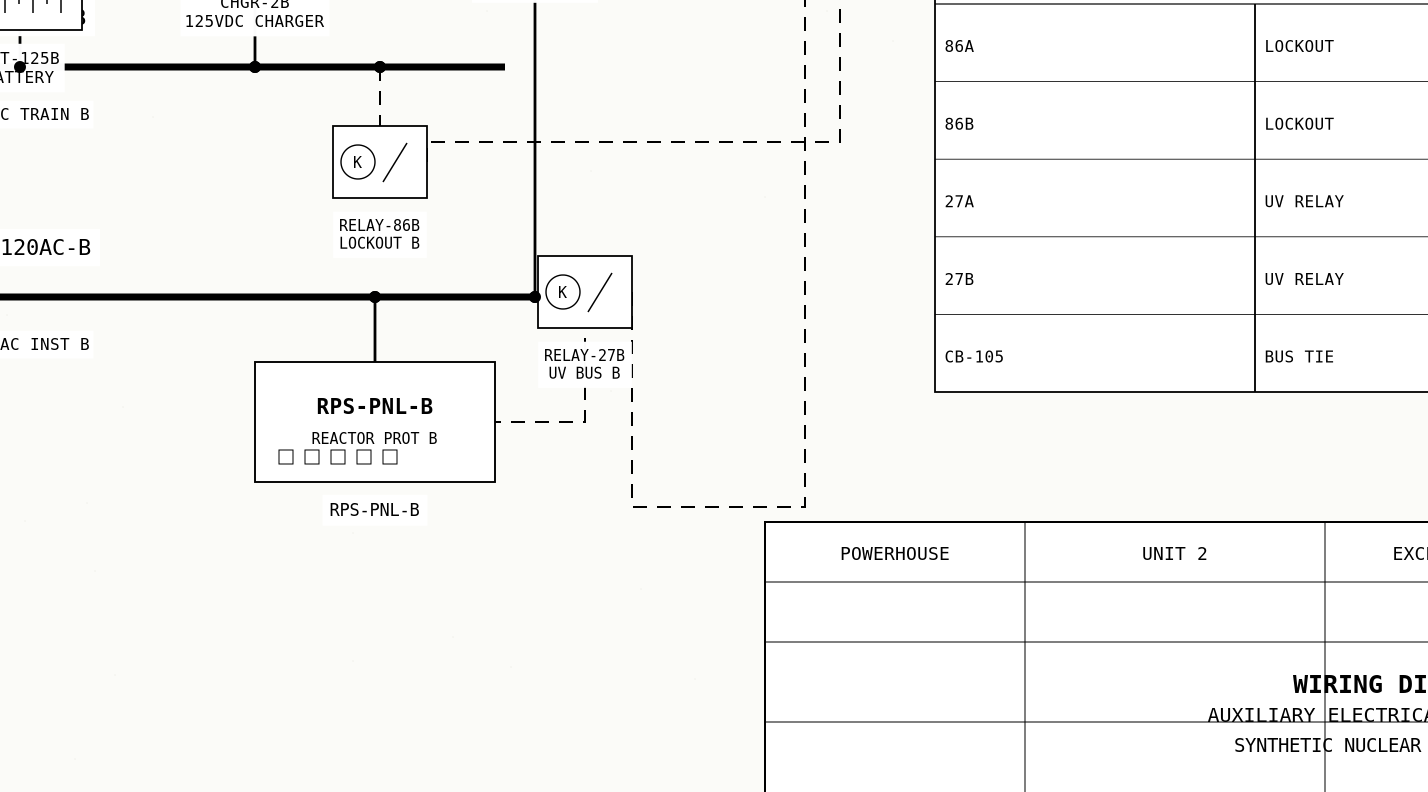 CHGR-2B
125VDC CHARGER
T-125B
ATTERY
C TRAIN B
K
RELAY-86B
LOCKOUT B
120AC-B
K
RELAY-27B
UV BUS B
AC INST B
RPS-PNL-B
REACTOR PROT B
RPS-PNL-B
86A LOCKOUT
86B LOCKOUT
27A UV RELAY
27B UV RELAY
CB-105 BUS TIE
POWERHOUSE UNIT 2 EXC
WIRING DI
AUXILIARY ELECTRICA
SYNTHETIC NUCLEAR